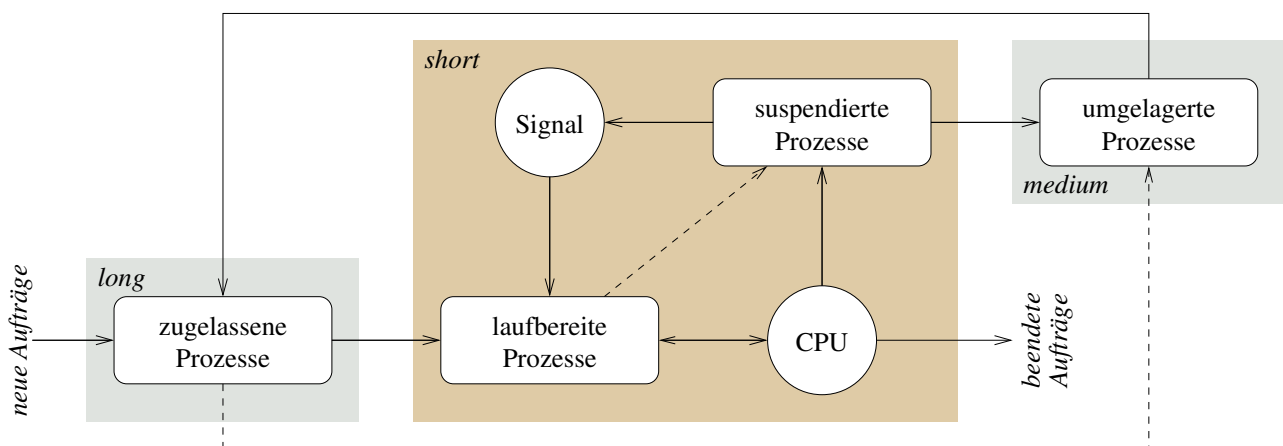 short
Signal
suspendierte
Prozesse
umgelagerte
Prozesse
medium
neue Aufträge
long
zugelassene
Prozesse
laufbereite
Prozesse
CPU
beendete
Aufträge